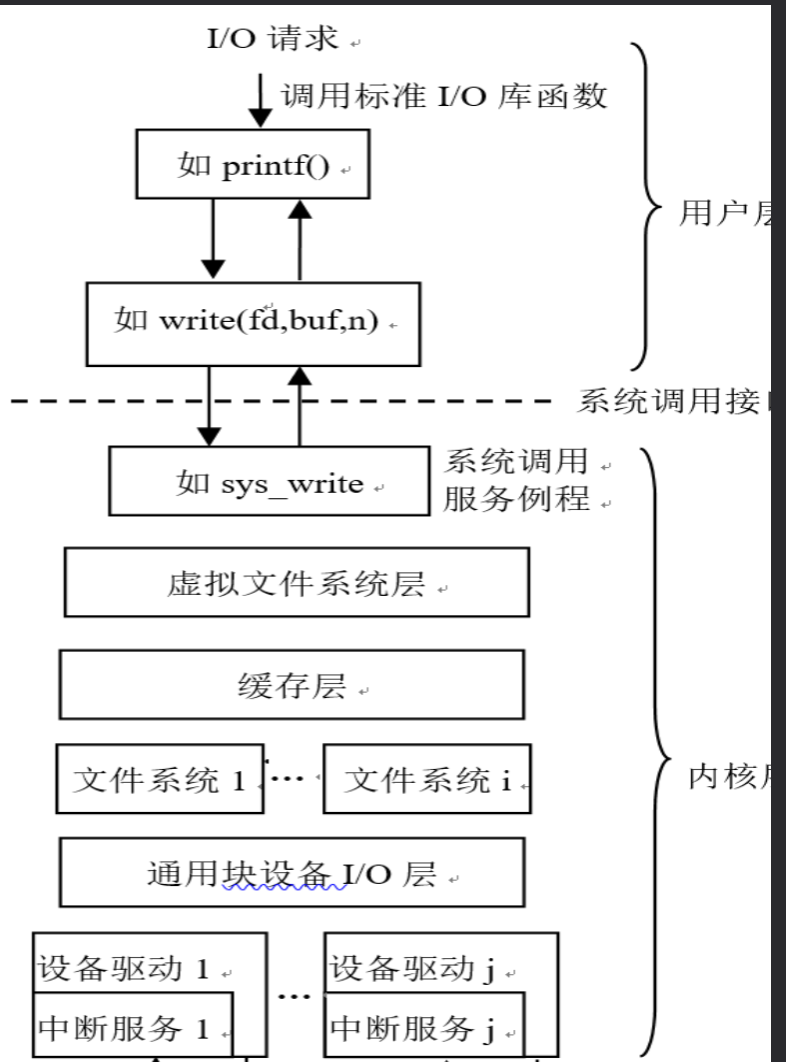 I/O 请求
调用标准 I/O 库函数
如 printf()
用户层
如 write(fd,buf,n)
系统调用接口
如 sys_write
系统调用
服务例程
虚拟文件系统层
缓存层
文件系统 1 … 文件系统 i
内核层
通用块设备 I/O 层
设备驱动 1 … 设备驱动 j
中断服务 1 中断服务 j